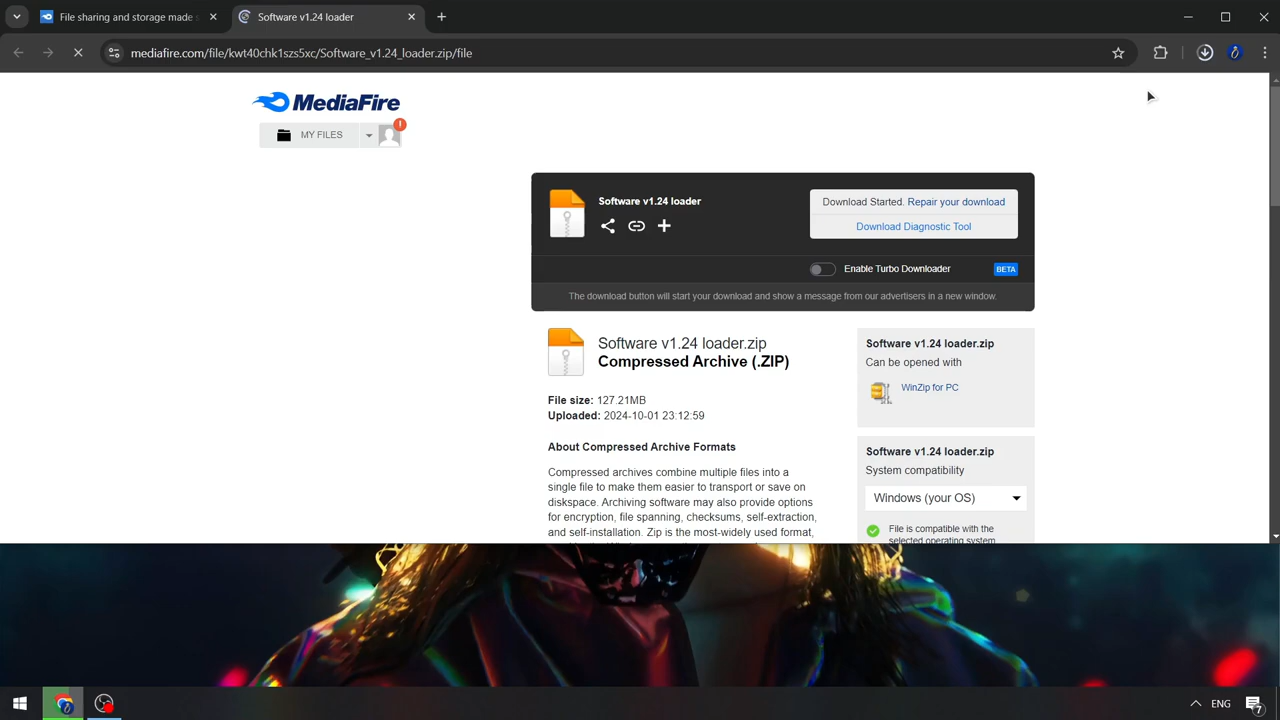 File sharing and storage made s
Software v1.24 loader
mediafire.com/file/kwt40chk1szs5xc/Software_v1.24_loader.zip/file
MediaFire
MY FILES
!
Software v1.24 loader
Download Started. Repair your download
Download Diagnostic Tool
Enable Turbo Downloader
BETA
The download button will start your download and show a message from our advertisers in a new window.
Software v1.24 loader.zip
Compressed Archive (.ZIP)
File size: 127.21MB
Uploaded: 2024-10-01 23:12:59
About Compressed Archive Formats
Compressed archives combine multiple files into a
single file to make them easier to transport or save on
diskspace. Archiving software may also provide options
for encryption, file spanning, checksums, self-extraction,
and self-installation. Zip is the most-widely used format,
Software v1.24 loader.zip
Can be opened with
WinZip for PC
Software v1.24 loader.zip
System compatibility
Windows (your OS)
File is compatible with the
selected operating system
ENG
7